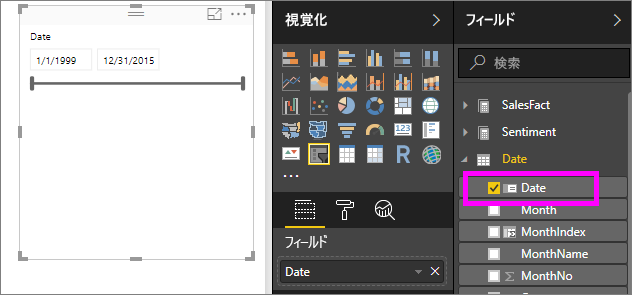 Date
1/1/1999
12/31/2015
視覚化
123
R
フィールド
Date
フィールド
検索
SalesFact
Sentiment
Date
Date
Month
MonthIndex
MonthName
MonthNo